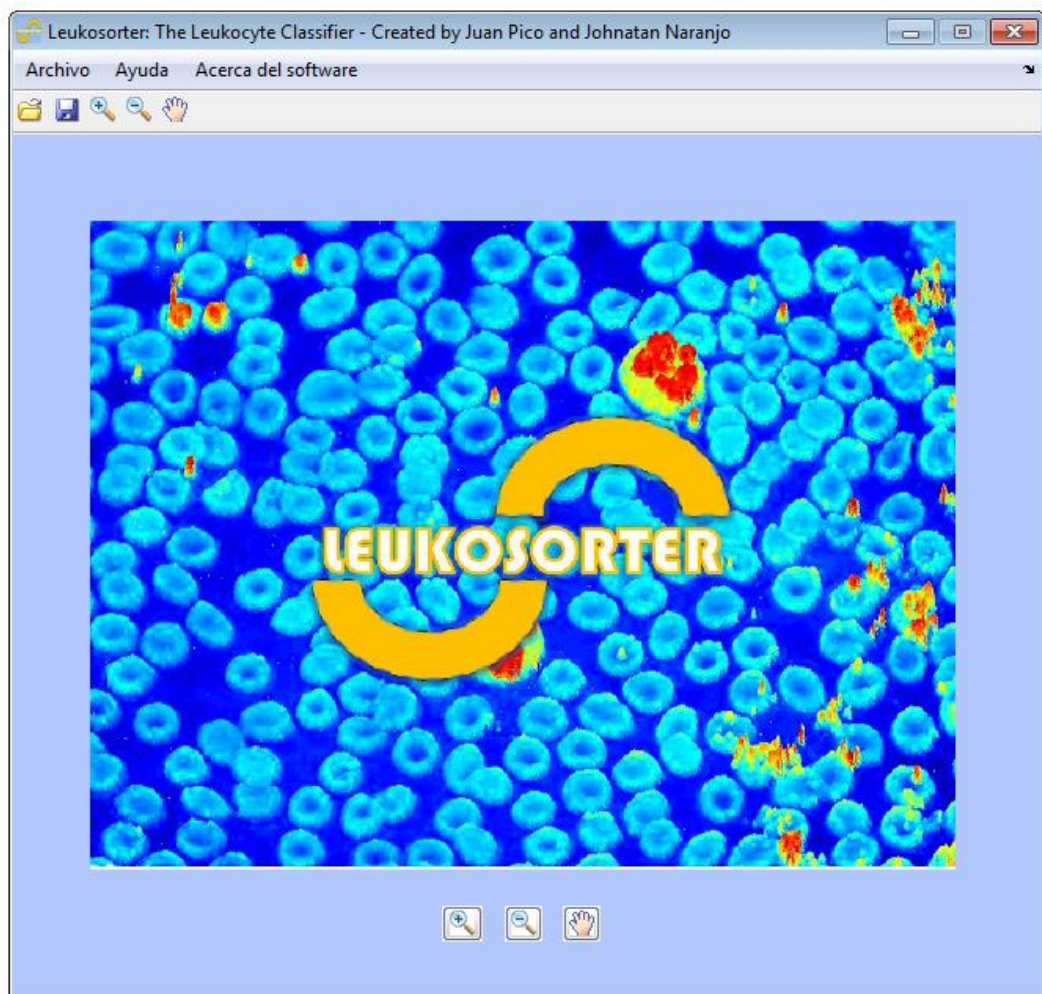 Leukosorter: The Leukocyte Classifier - Created by Juan Pico and Johnatan Naranjo
Archivo Ayuda Acerca del software
LEUKOSORTER